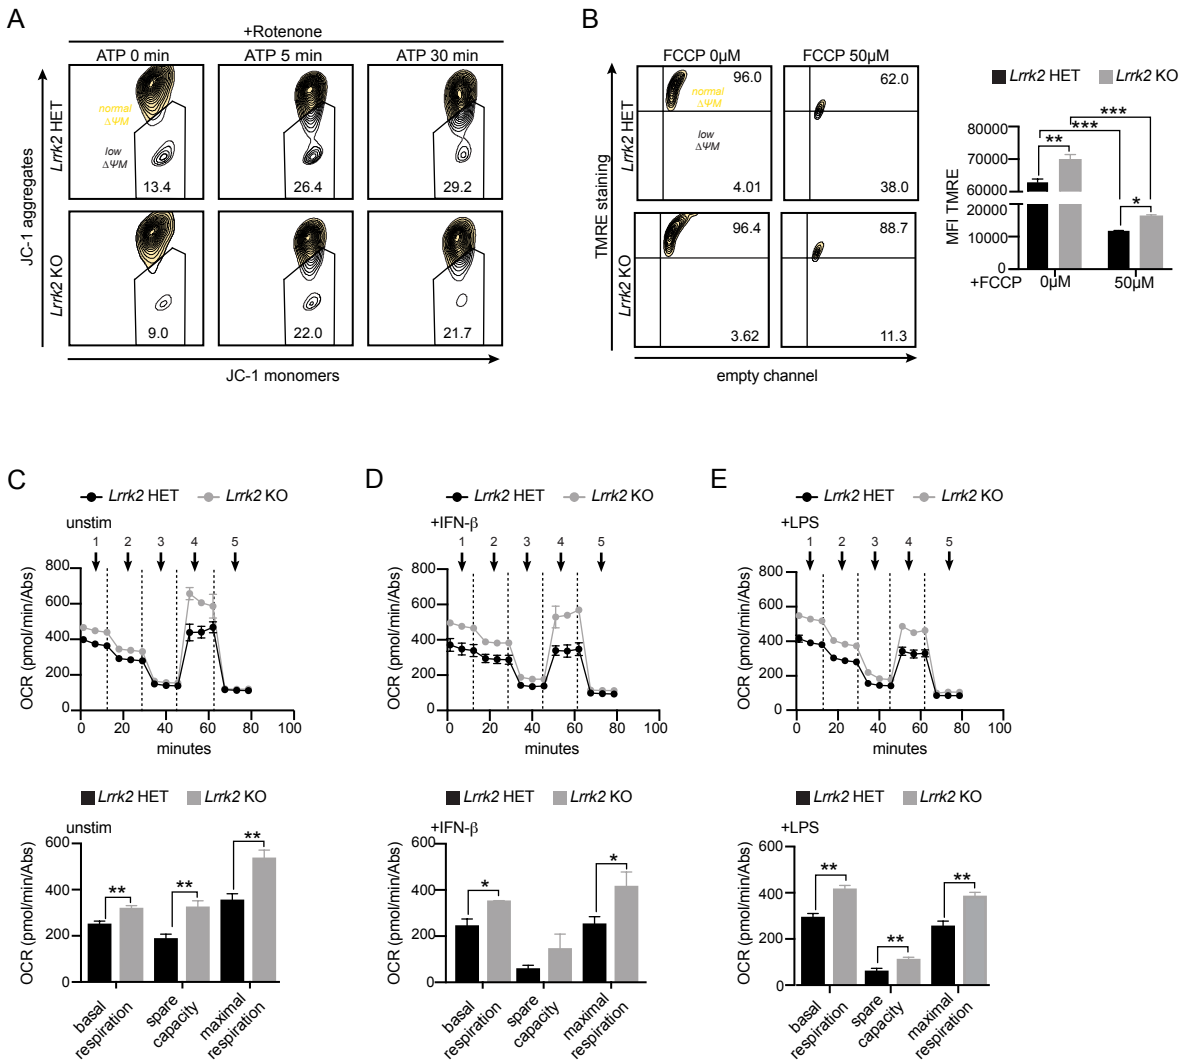 A
+Rotenone
ATP 0 min
ATP 5 min
ATP 30 min
JC-1 aggregates
Lrrk2 HET
normal
ΔΨM
low
ΔΨM
13.4
26.4
29.2
Lrrk2 KO
9.0
22.0
21.7
JC-1 monomers
B
FCCP 0µM
FCCP 50µM
TMRE staining
Lrrk2 HET
96.0
normal
ΔΨM
low
ΔΨM
4.01
62.0
38.0
Lrrk2 KO
96.4
3.62
88.7
11.3
empty channel
Lrrk2 HET
Lrrk2 KO
MFI TMRE
80000
70000
60000
20000
10000
0
***
***
**
*
+FCCP
0µM
50µM
C
Lrrk2 HET
Lrrk2 KO
unstim
1 2 3 4 5
OCR (pmol/min/Abs)
800
600
400
200
0
0 20 40 60 80 100
minutes
Lrrk2 HET
Lrrk2 KO
unstim
OCR (pmol/min/Abs)
600
400
200
0
**
**
**
basal
respiration
spare
capacity
maximal
respiration
D
Lrrk2 HET
Lrrk2 KO
+IFN-β
1 2 3 4 5
OCR (pmol/min/Abs)
800
600
400
200
0
0 20 40 60 80 100
minutes
Lrrk2 HET
Lrrk2 KO
+IFN-β
OCR (pmol/min/Abs)
600
400
200
0
*
*
basal
respiration
spare
capacity
maximal
respiration
E
Lrrk2 HET
Lrrk2 KO
+LPS
1 2 3 4 5
OCR (pmol/min/Abs)
800
600
400
200
0
0 20 40 60 80 100
minutes
Lrrk2 HET
Lrrk2 KO
+LPS
OCR (pmol/min/Abs)
600
400
200
0
**
**
**
basal
respiration
spare
capacity
maximal
respiration